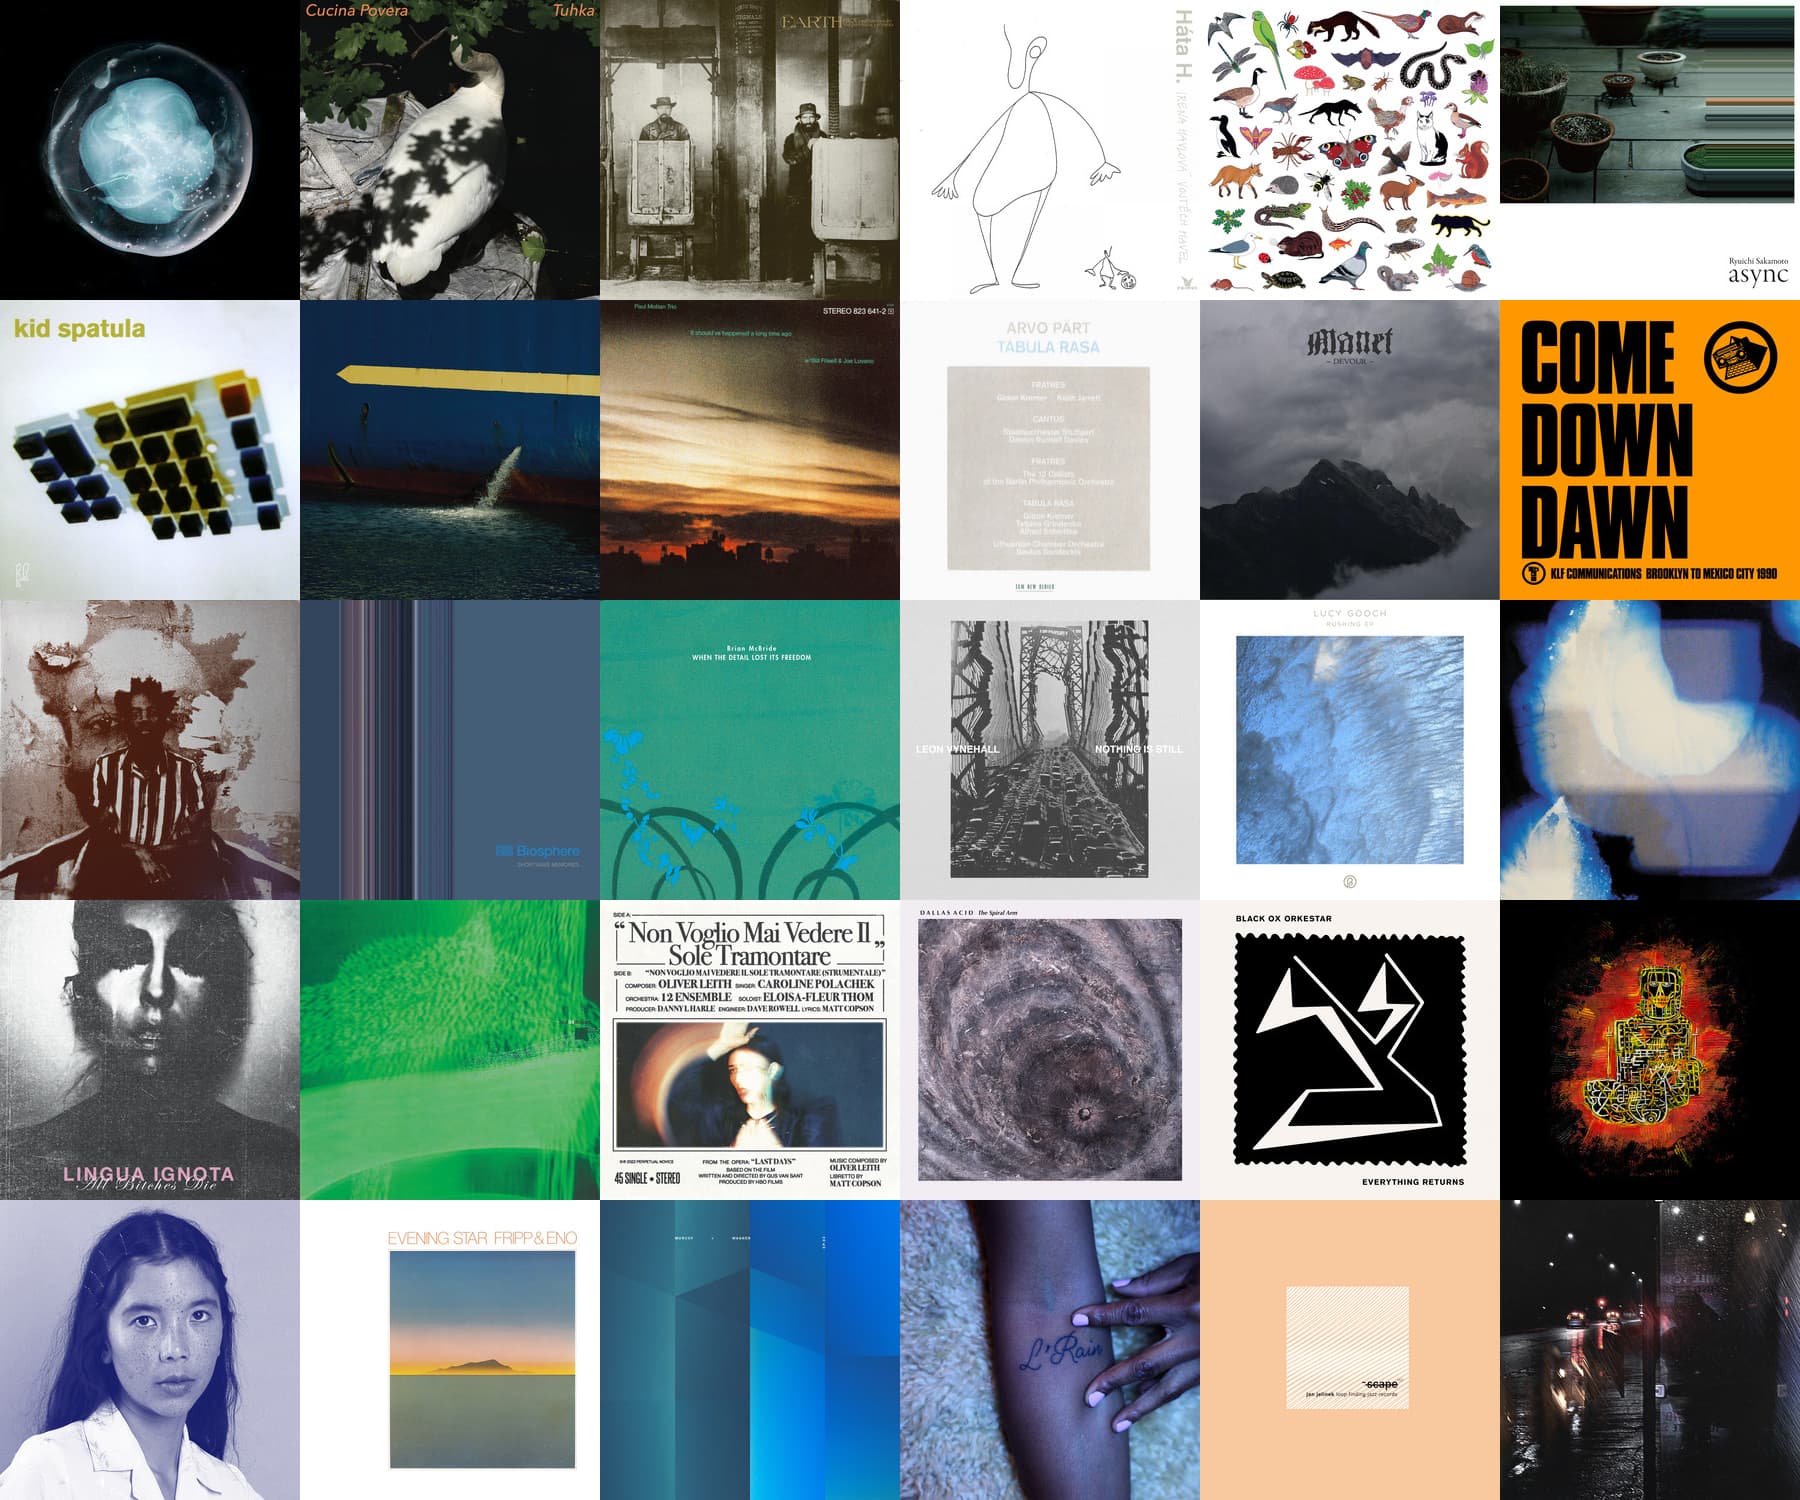 Cucina Povera
Tuhka
EARTH
Háta H.
IRENA HAVLOVÁ VOJTĚCH HAVEL
Ryuichi Sakamoto
async
kid spatula
Paul Motian Trio
STEREO 823 641-2
it should've happened a long time ago
w/ Bill Frisell & Joe Lovano
ARVO PÄRT
TABULA RASA
FRATRES
Gidon Kremer Keith Jarrett
CANTUS
Staatsorchester Stuttgart
Dennis Russell Davies
FRATRES
The 12 Cellists
of the Berlin Philharmonic Orchestra
TABULA RASA
Gidon Kremer
Tatjana Grindenko
Alfred Schnittke
Lithuanian Chamber Orchestra
Saulus Sondeckis
ECM NEW SERIES
- DEVOUR -
COME
DOWN
DAWN
KLF COMMUNICATIONS BROOKLYN TO MEXICO CITY 1990
Biosphere
SHORTWAVE MEMORIES
Brian McBride
WHEN THE DETAIL LOST ITS FREEDOM
LEON VYNEHALL
NOTHING IS STILL
LUCY GOOCH
RUSHING EP
LINGUA IGNOTA
All Bitches Die
SIDE A:
“Non Voglio Mai Vedere Il
Sole Tramontare”
SIDE B: “NON VOGLIO MAI VEDERE IL SOLE TRAMONTARE (STRUMENTALE)”
COMPOSER: OLIVER LEITH SINGER: CAROLINE POLACHEK
ORCHESTRA: 12 ENSEMBLE SOLOIST: ELOISA-FLEUR THOM
PRODUCER: DANNY L HARLE ENGINEER: DAVE ROWELL LYRICS: MATT COPSON
2022 PERPETUAL NOVICE
45 SINGLE • STEREO
FROM THE OPERA: “LAST DAYS”
BASED ON THE FILM
WRITTEN AND DIRECTED BY GUS VAN SANT
PRODUCED BY HBO FILMS
MUSIC COMPOSED BY
OLIVER LEITH
LIBRETTO BY
MATT COPSON
DALLAS ACID The Spiral Arm
BLACK OX ORKESTAR
EVERYTHING RETURNS
EVENING STAR FRIPP & ENO
MURCOF x WAGNER
L'Rain
~scape
jan jelinek loop finding jazz records